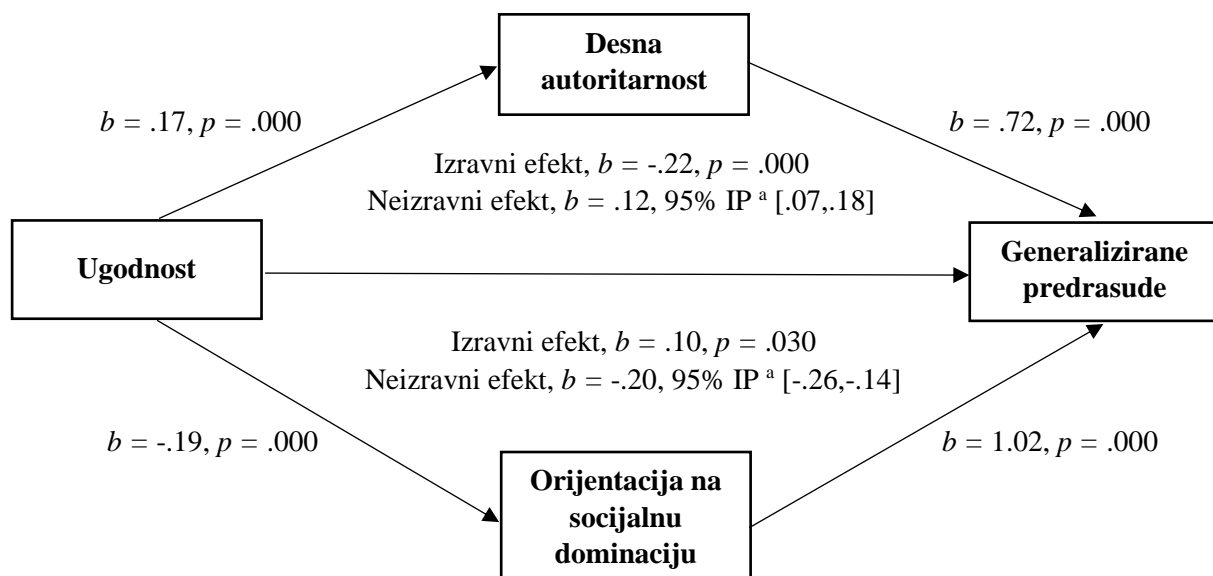 Desna
autoritarnost
b = .17, p = .000
b = .72, p = .000
Izravni efekt, b = -.22, p = .000
Neizravni efekt, b = .12, 95% IP ᵃ [.07,.18]
Ugodnost
Generalizirane
predrasude
Izravni efekt, b = .10, p = .030
Neizravni efekt, b = -.20, 95% IP ᵃ [-.26,-.14]
b = -.19, p = .000
b = 1.02, p = .000
Orijentacija na
socijalnu
dominaciju